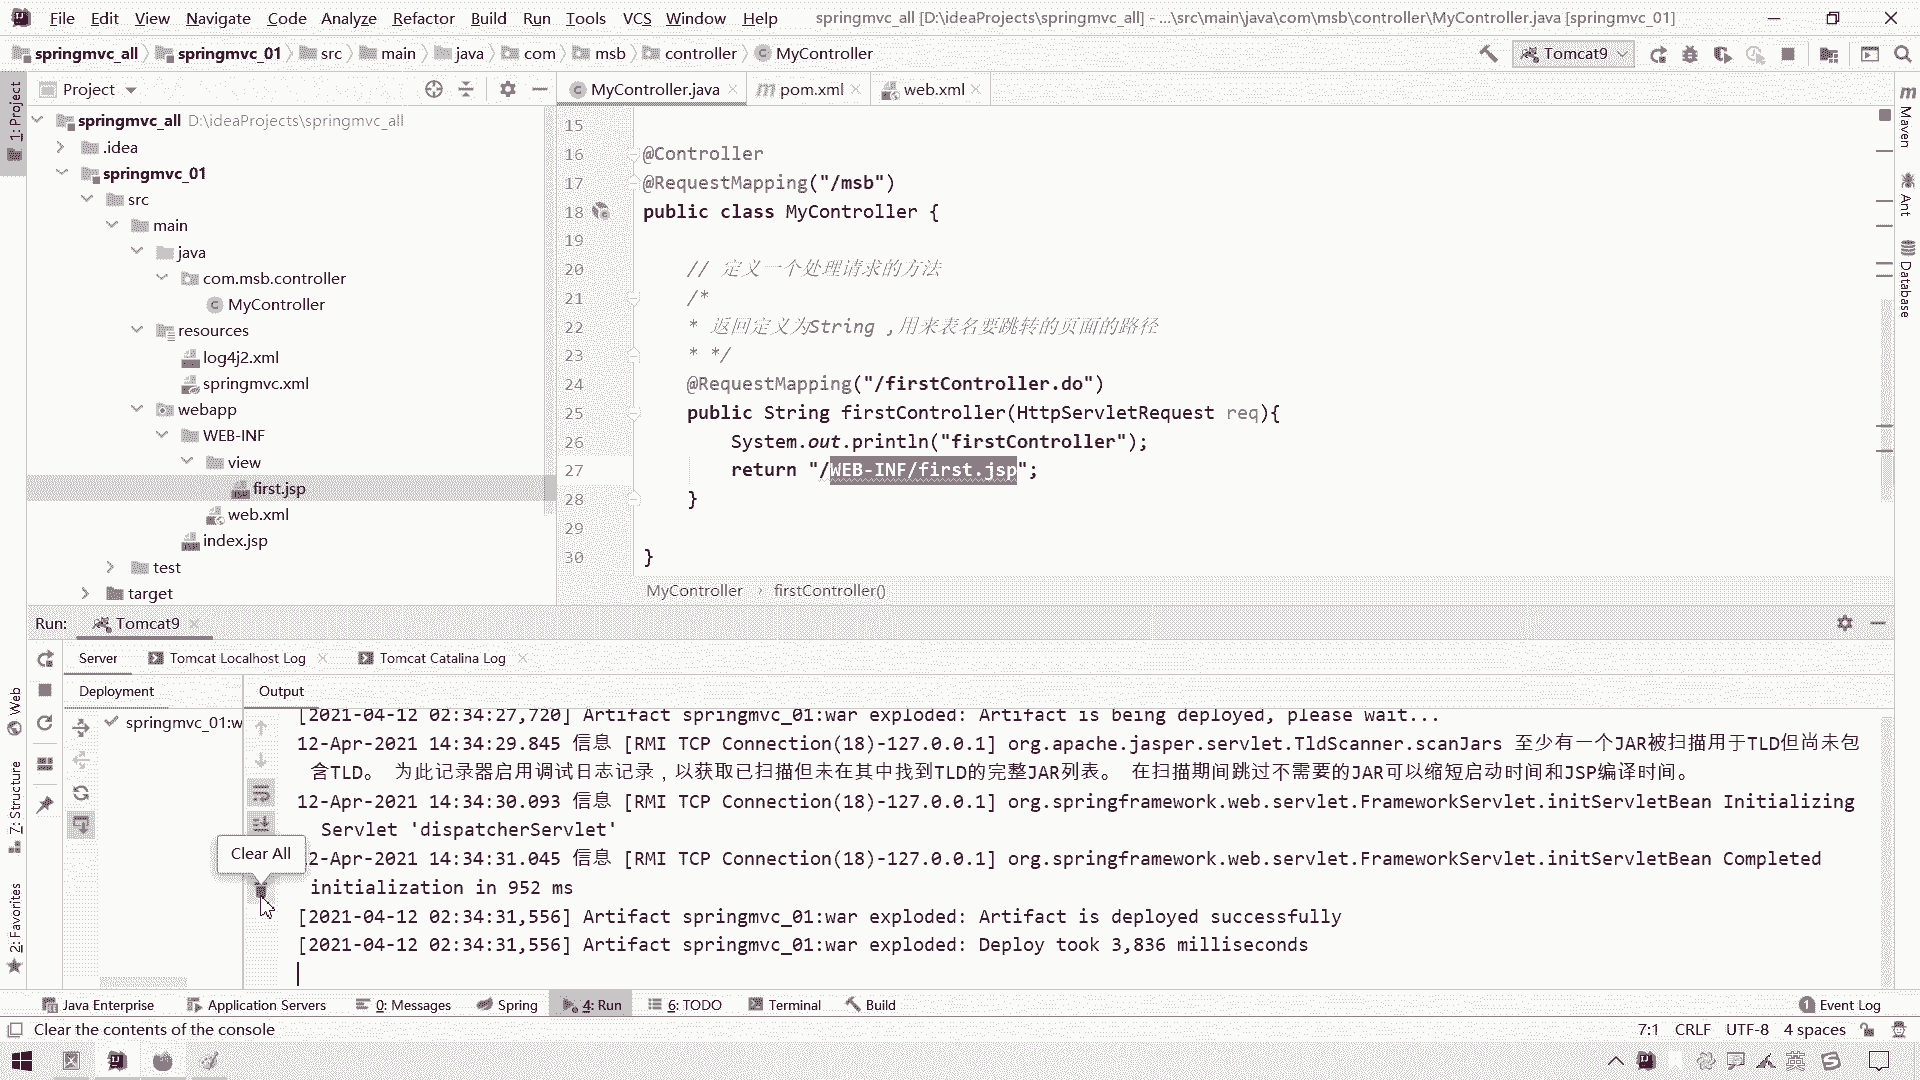 File Edit View Navigate Code Analyze Refactor Build Run Tools VCS Window Help springmvc_all [D:\ideaProjects\springmvc_all] - ...\src\main\java\com\msb\controller\MyController.java [springmvc_01]
springmvc_all springmvc_01 src main java com msb controller MyController Tomcat9
1: Project
Project
MyController.java pom.xml web.xml
springmvc_all D:\ideaProjects\springmvc_all
.idea
springmvc_01
src
main
java
com.msb.controller
MyController
resources
log4j2.xml
springmvc.xml
webapp
WEB-INF
view
first.jsp
web.xml
index.jsp
test
target
15
16 @Controller
17 @RequestMapping("/msb")
18 public class MyController {
19
20 // 定义一个处理请求的方法
21 /*
22 * 返回定义为String ,用来表名要跳转的页面的路径
23 * */
24 @RequestMapping("/firstController.do")
25 public String firstController(HttpServletRequest req){
26 System.out.println("firstController");
27 return "/WEB-INF/first.jsp";
28 }
29
30 }
MyController › firstController()
Maven
Ant
Database
Run: Tomcat9
Server Tomcat Localhost Log Tomcat Catalina Log
Deployment Output
springmvc_01:w
[2021-04-12 02:34:27,720] Artifact springmvc_01:war exploded: Artifact is being deployed, please wait...
12-Apr-2021 14:34:29.845 信息 [RMI TCP Connection(18)-127.0.0.1] org.apache.jasper.servlet.TldScanner.scanJars 至少有一个JAR被扫描用于TLD但尚未包
含TLD。 为此记录器启用调试日志记录，以获取已扫描但未在其中找到TLD的完整JAR列表。 在扫描期间跳过不需要的JAR可以缩短启动时间和JSP编译时间。
12-Apr-2021 14:34:30.093 信息 [RMI TCP Connection(18)-127.0.0.1] org.springframework.web.servlet.FrameworkServlet.initServletBean Initializing
Servlet 'dispatcherServlet'
Clear All
2-Apr-2021 14:34:31.045 信息 [RMI TCP Connection(18)-127.0.0.1] org.springframework.web.servlet.FrameworkServlet.initServletBean Completed
initialization in 952 ms
[2021-04-12 02:34:31,556] Artifact springmvc_01:war exploded: Artifact is deployed successfully
[2021-04-12 02:34:31,556] Artifact springmvc_01:war exploded: Deploy took 3,836 milliseconds
Web
7: Structure
2: Favorites
Java Enterprise Application Servers 0: Messages Spring 4: Run 6: TODO Terminal Build 1 Event Log
Clear the contents of the console 7:1 CRLF UTF-8 4 spaces
英